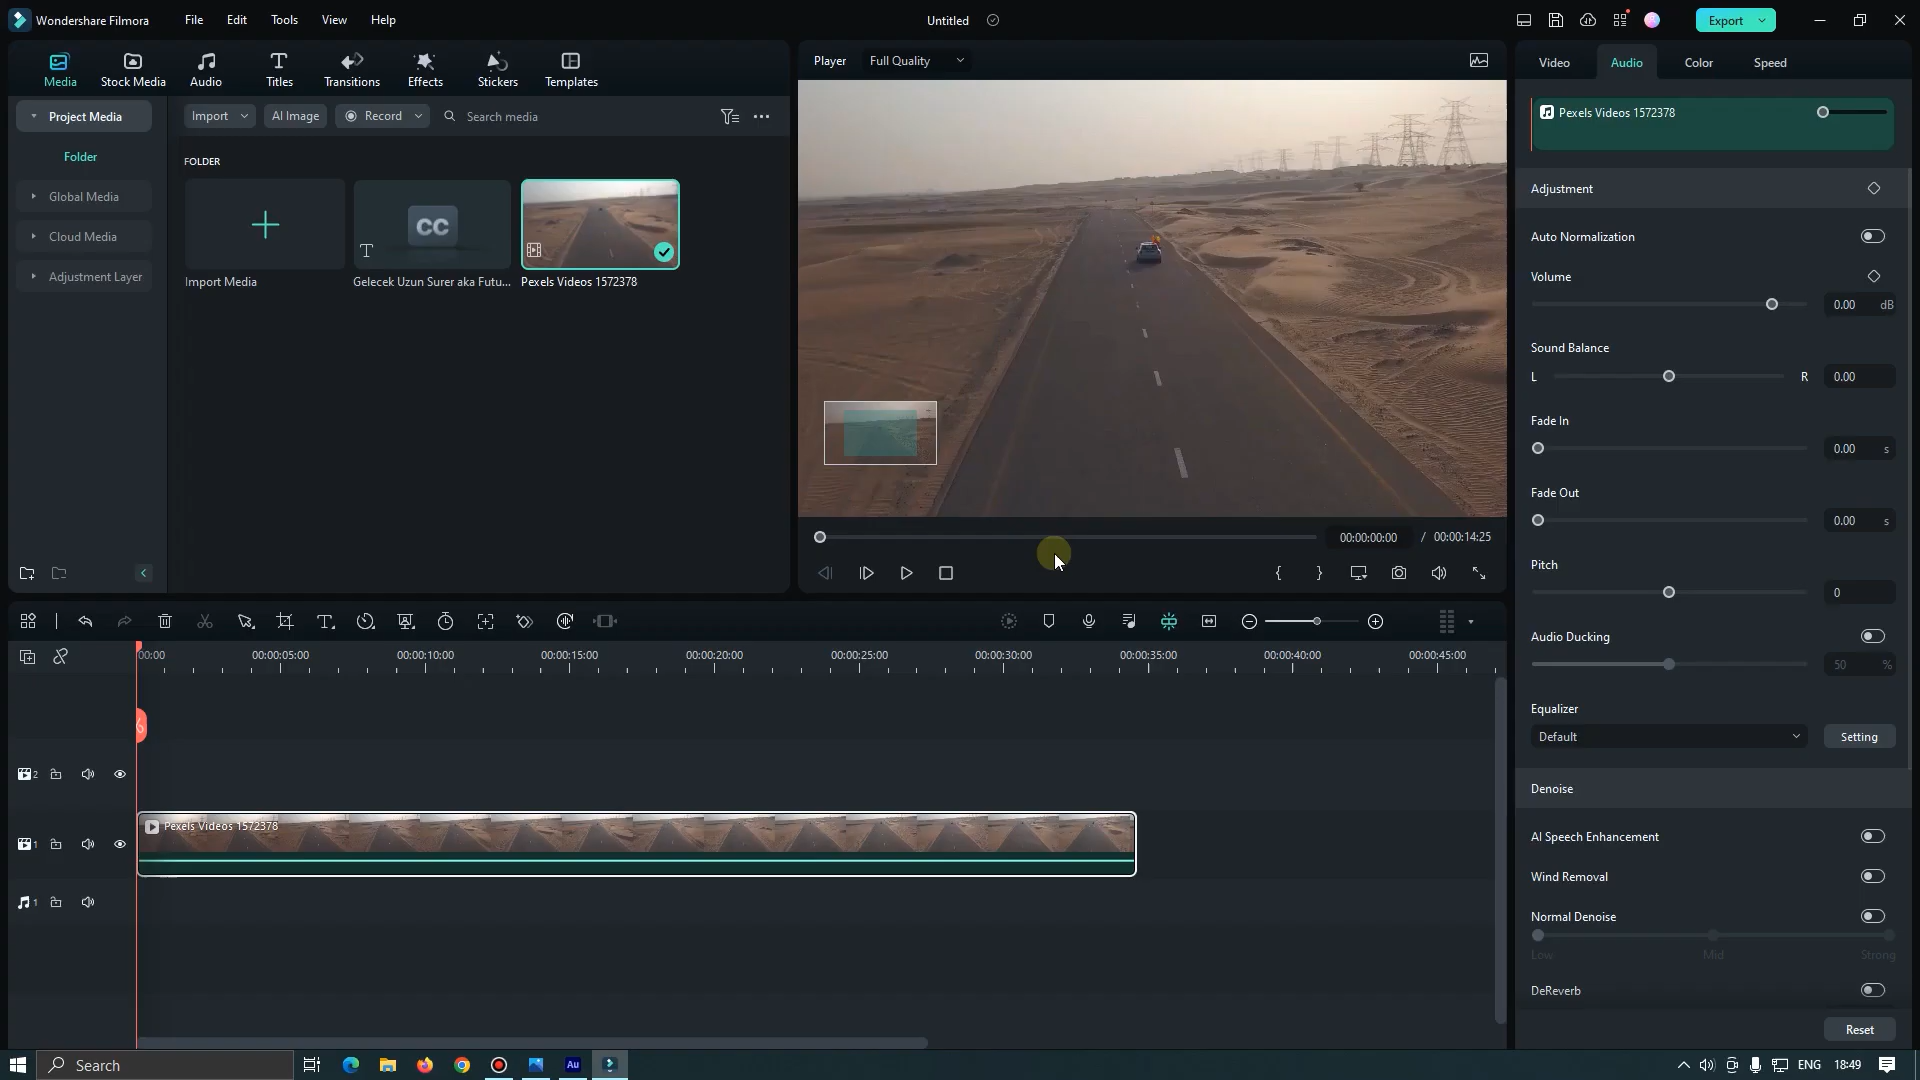 Wondershare Filmora
File
Edit
Tools
View
Help
Untitled
Export
Media
Stock Media
Audio
Titles
Transitions
Effects
Stickers
Templates
Player
Full Quality
Video
Audio
Color
Speed
Project Media
Import
AI Image
Record
Search media
Pexels Videos 1572378
Folder
FOLDER
Global Media
Cloud Media
Adjustment Layer
CC
T
Import Media
Gelecek Uzun Surer aka Futu...
Pexels Videos 1572378
Adjustment
Auto Normalization
Volume
0.00 dB
Sound Balance
L
R
0.00
Fade In
0.00 s
Fade Out
0.00 s
00:00:00:00 / 00:00:14:25
Pitch
0
Audio Ducking
50 %
Equalizer
Default
Setting
Denoise
AI Speech Enhancement
Wind Removal
Normal Denoise
Low
Mid
Strong
DeReverb
Reset
00:00
00:00:05:00
00:00:10:00
00:00:15:00
00:00:20:00
00:00:25:00
00:00:30:00
00:00:35:00
00:00:40:00
00:00:45:00
2
Pexels Videos 1572378
1
1
Search
Au
ENG
18:49